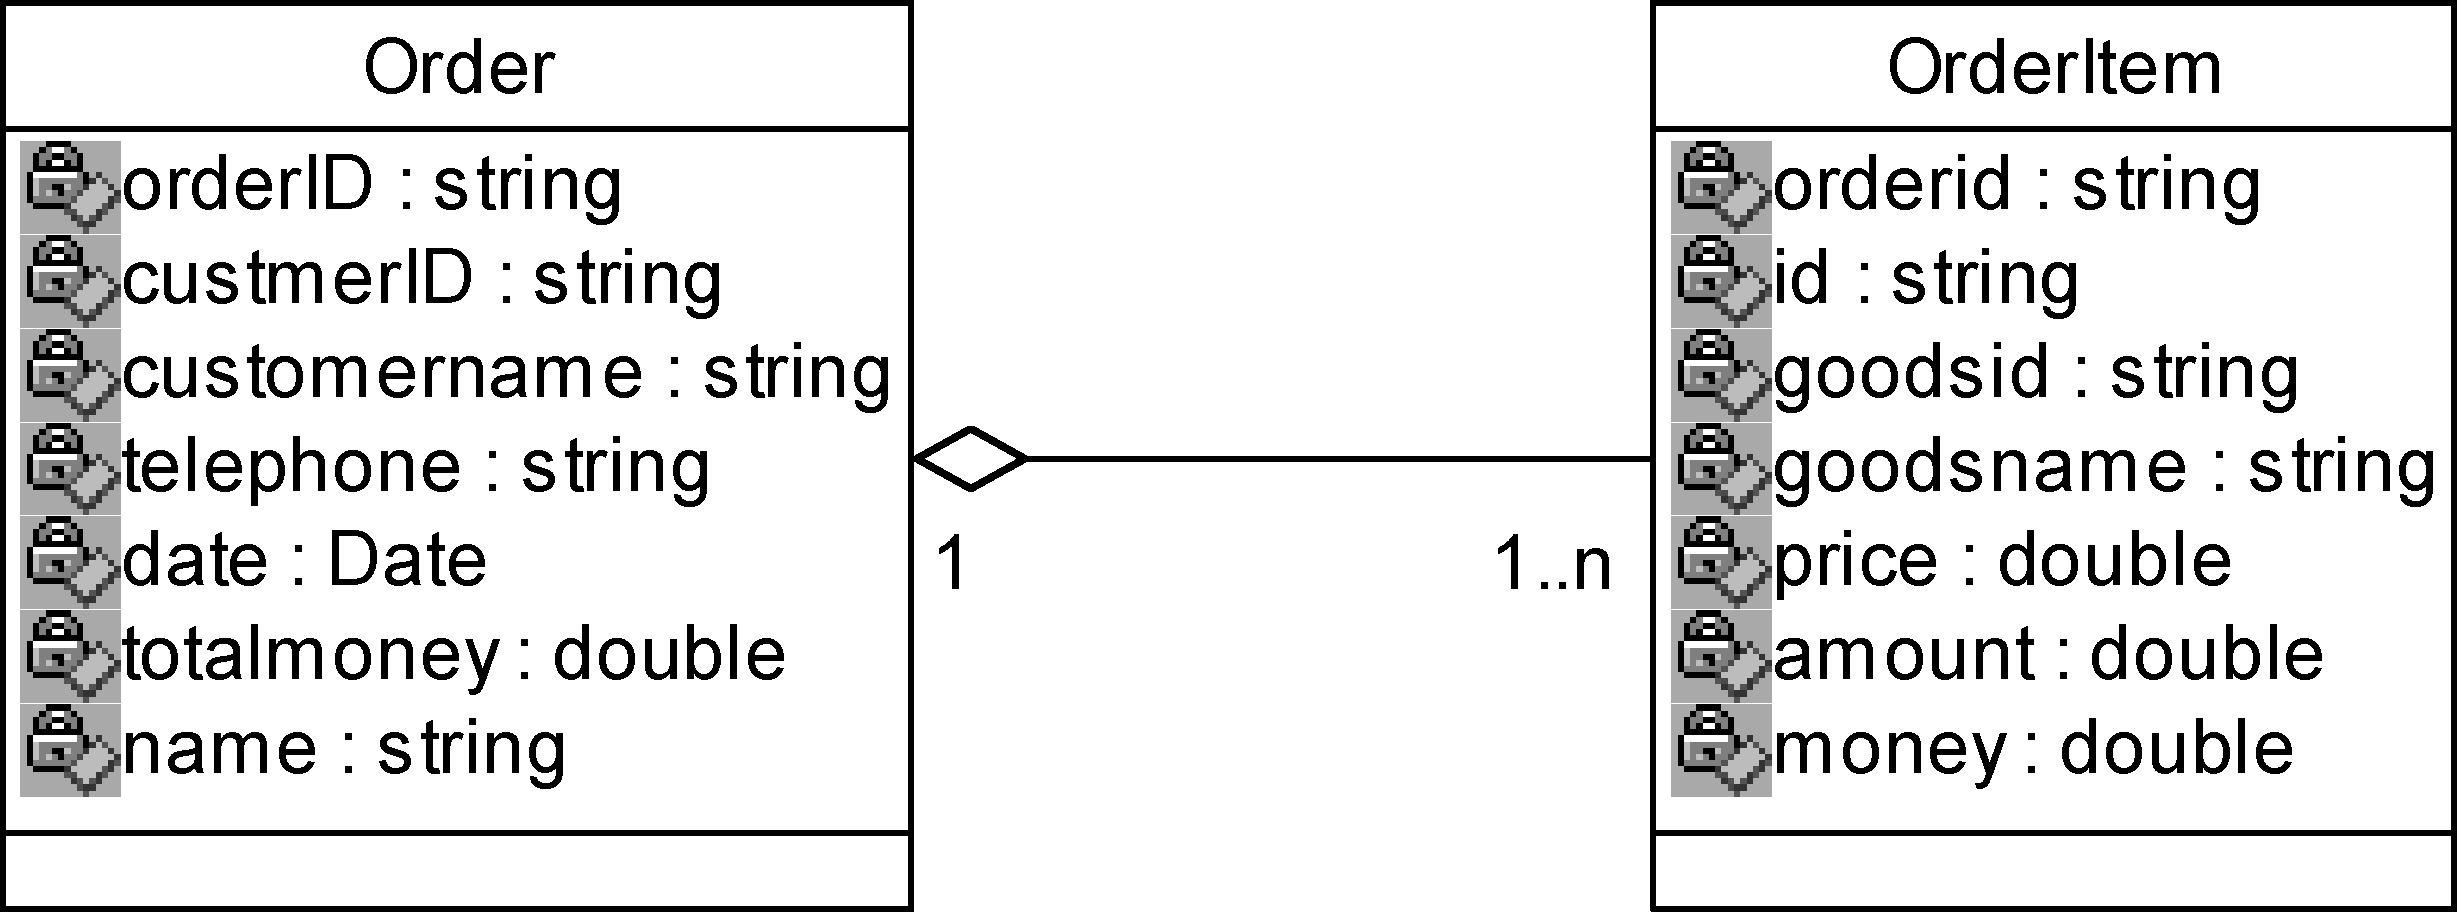 Order
orderID : string
custmerID : string
customername : string
telephone : string
date : Date
totalmoney : double
name : string
1
1..n
OrderItem
orderid : string
id : string
goodsid : string
goodsname : string
price : double
amount : double
money : double